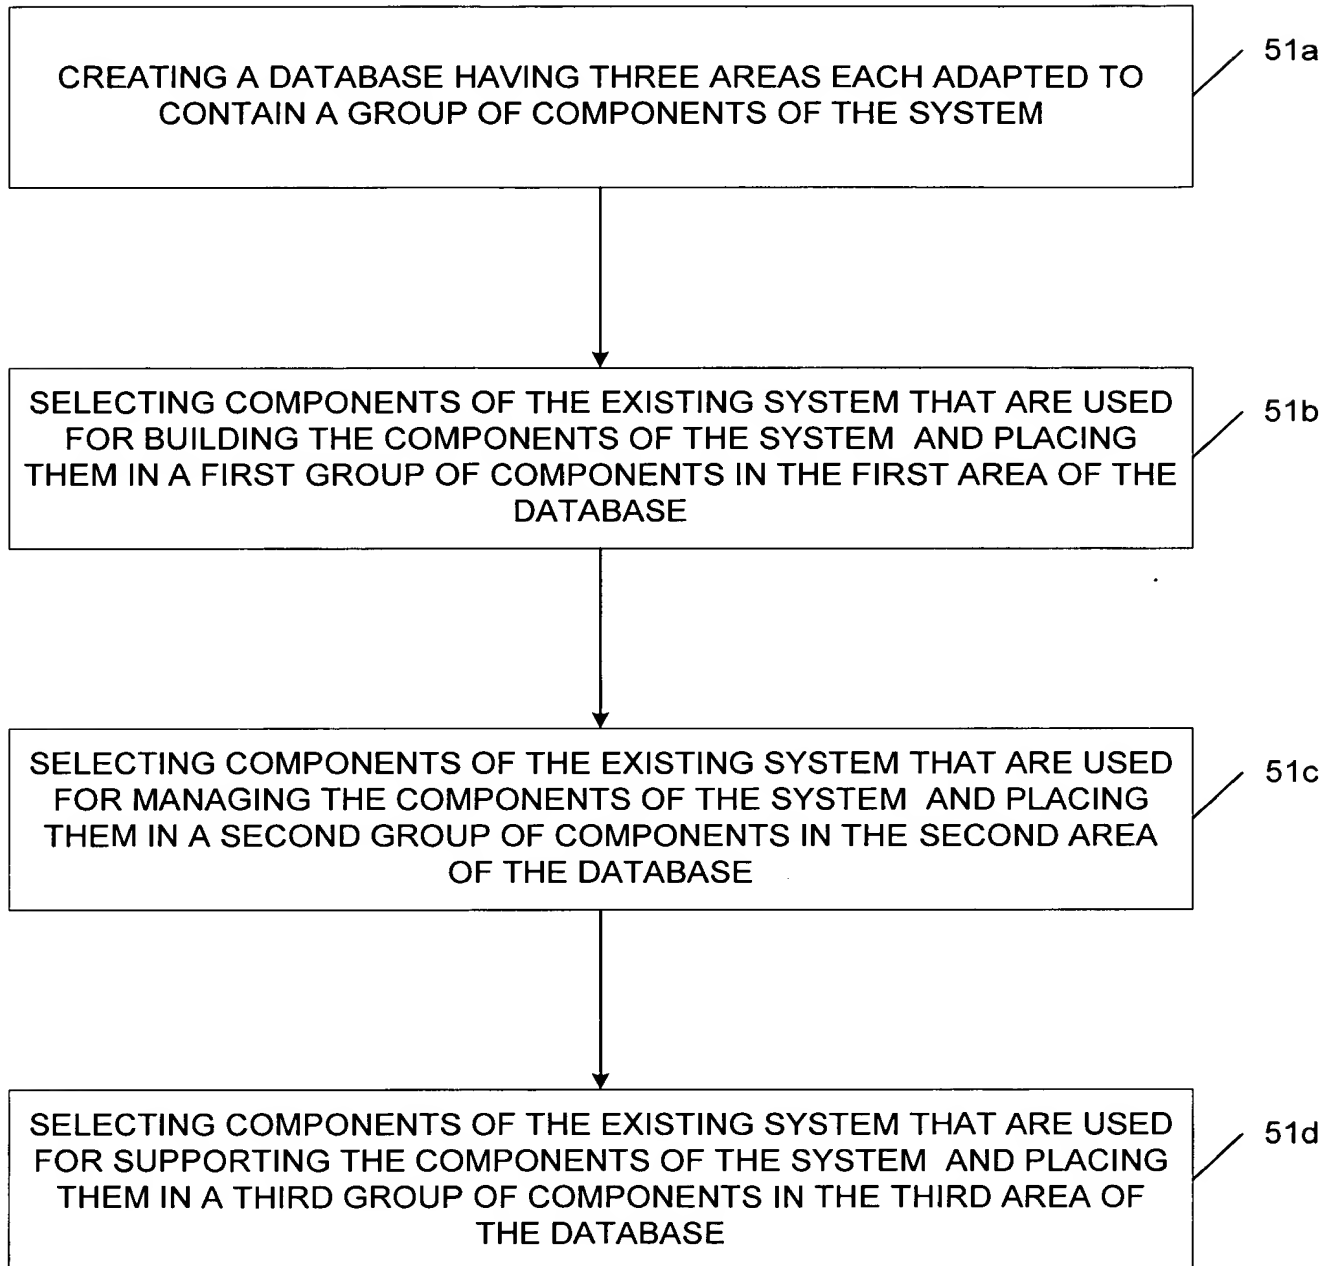 CREATING A DATABASE HAVING THREE AREAS EACH ADAPTED TO
CONTAIN A GROUP OF COMPONENTS OF THE SYSTEM
51a
SELECTING COMPONENTS OF THE EXISTING SYSTEM THAT ARE USED
FOR BUILDING THE COMPONENTS OF THE SYSTEM AND PLACING
THEM IN A FIRST GROUP OF COMPONENTS IN THE FIRST AREA OF THE
DATABASE
51b
SELECTING COMPONENTS OF THE EXISTING SYSTEM THAT ARE USED
FOR MANAGING THE COMPONENTS OF THE SYSTEM AND PLACING
THEM IN A SECOND GROUP OF COMPONENTS IN THE SECOND AREA
OF THE DATABASE
51c
SELECTING COMPONENTS OF THE EXISTING SYSTEM THAT ARE USED
FOR SUPPORTING THE COMPONENTS OF THE SYSTEM AND PLACING
THEM IN A THIRD GROUP OF COMPONENTS IN THE THIRD AREA OF
THE DATABASE
51d